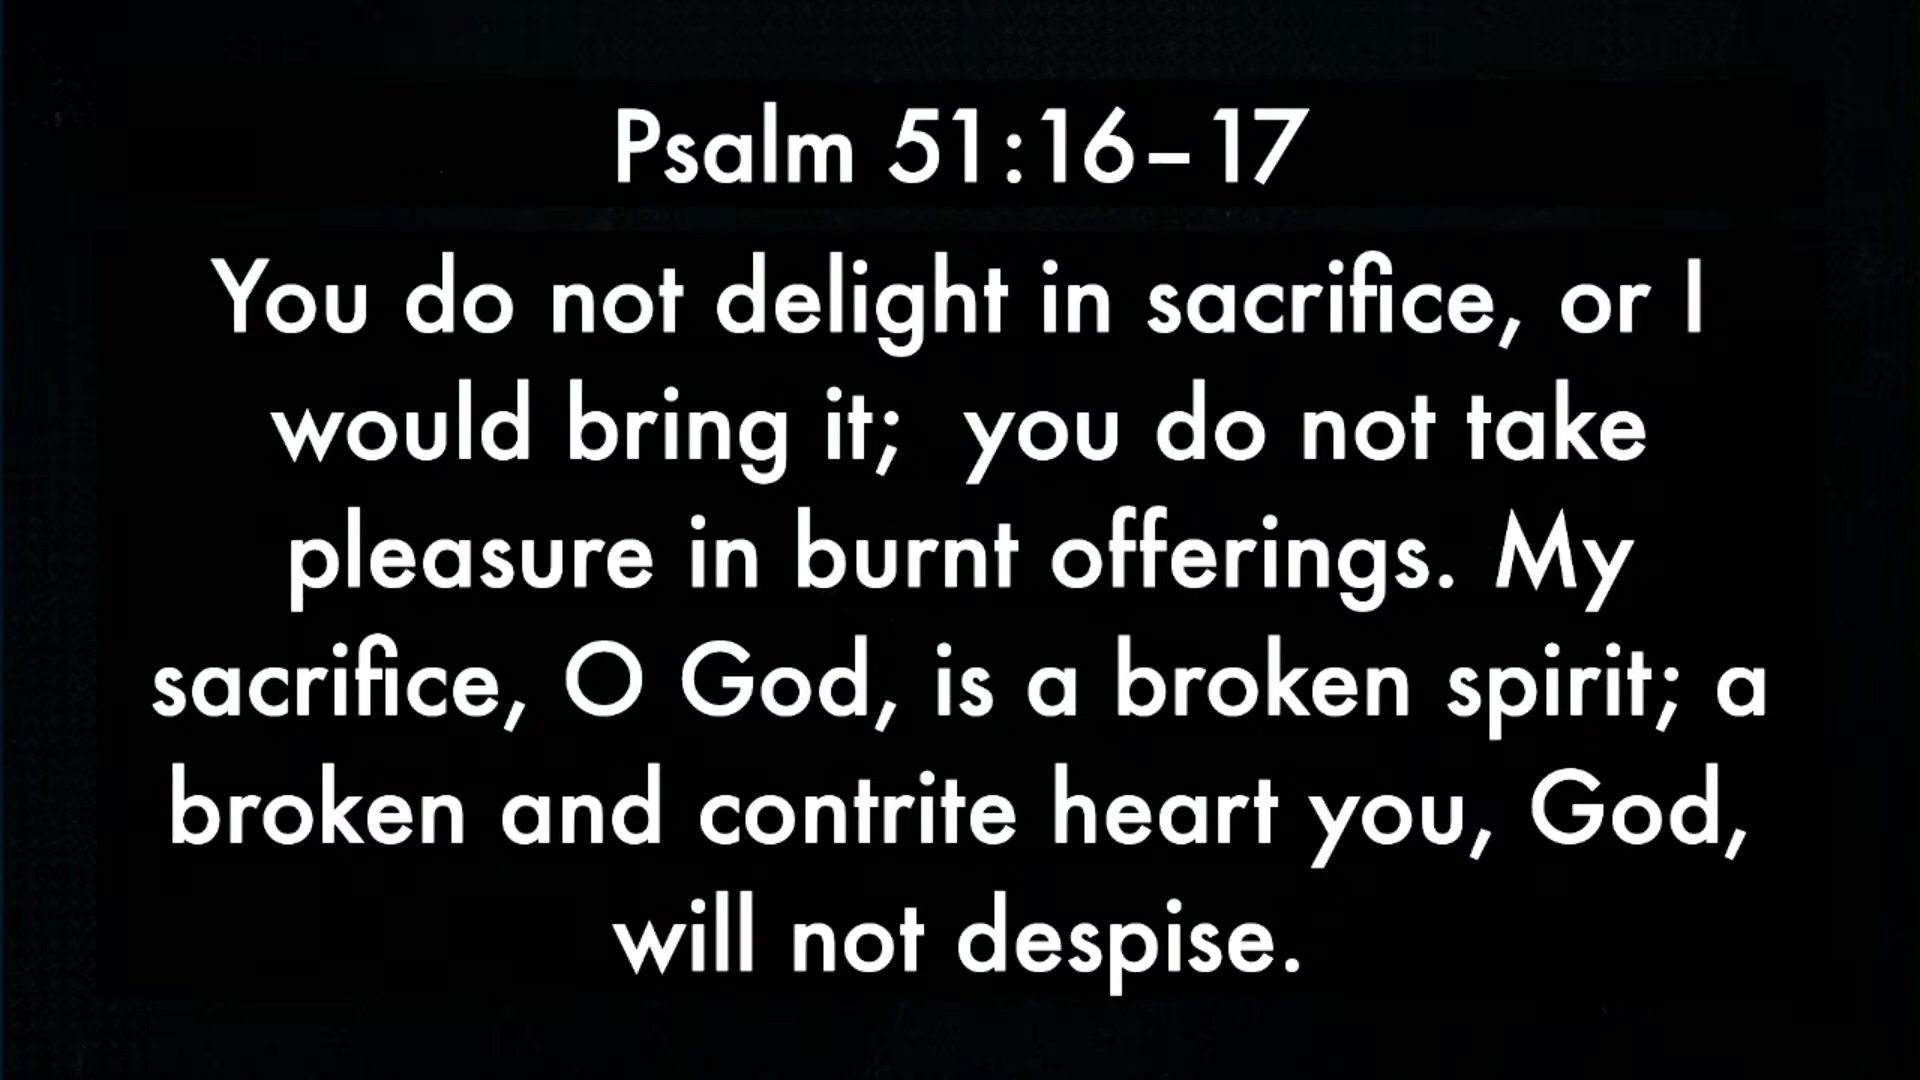 Psalm 51:16–17
You do not delight in sacrifice, or I
would bring it;  you do not take
pleasure in burnt offerings. My
sacrifice, O God, is a broken spirit; a
broken and contrite heart you, God,
will not despise.